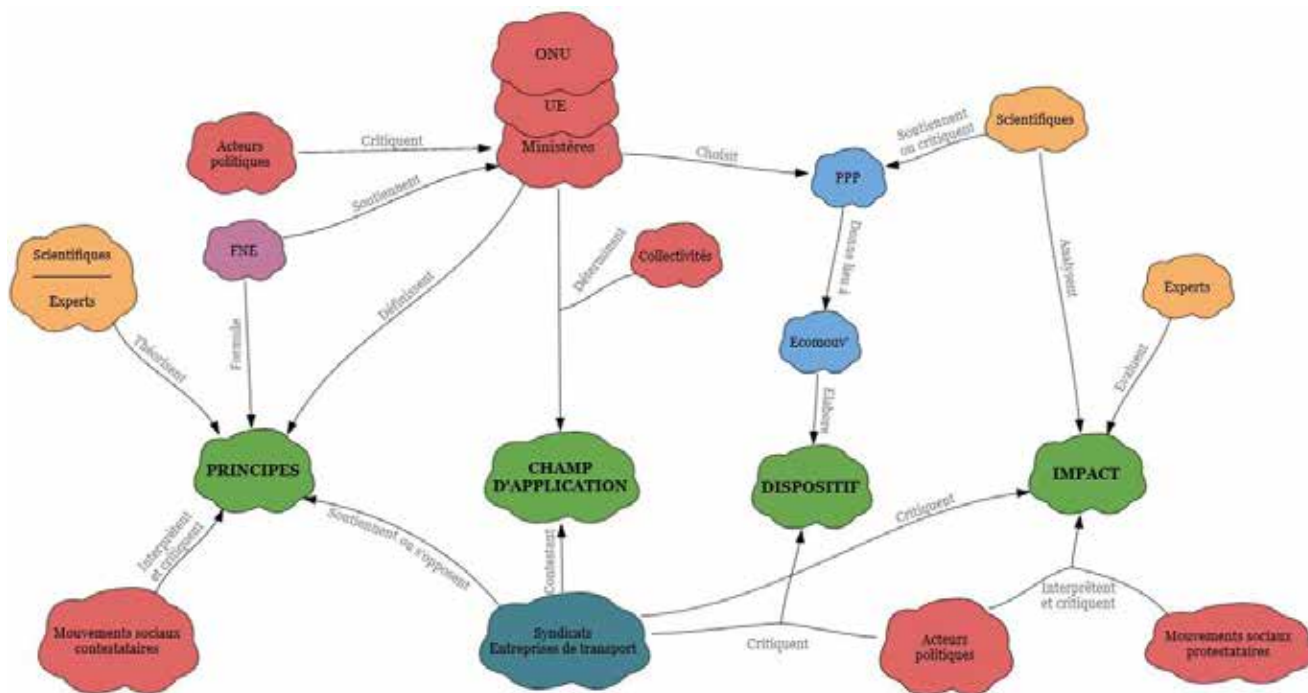 ONU
UE
Ministères
Acteurs
politiques
Critiquent
Soutiennent
FNE
Scientifiques
Experts
Théorisent
Formule
Définissent
Déterminent
Collectivités
Choisit
PPP
Soutiennent
ou critiquent
Scientifiques
Donne lieu à
Ecomouv'
Elabore
Analysent
Experts
Evaluent
PRINCIPES
CHAMP
D'APPLICATION
DISPOSITIF
IMPACT
Interprètent
et critiquent
Soutiennent ou s'opposent
Contestant
Critiquent
Mouvements sociaux
contestataires
Syndicats
Entreprises de transport
Critiquent
Acteurs
politiques
Interprètent
et critiquent
Mouvements sociaux
protestataires